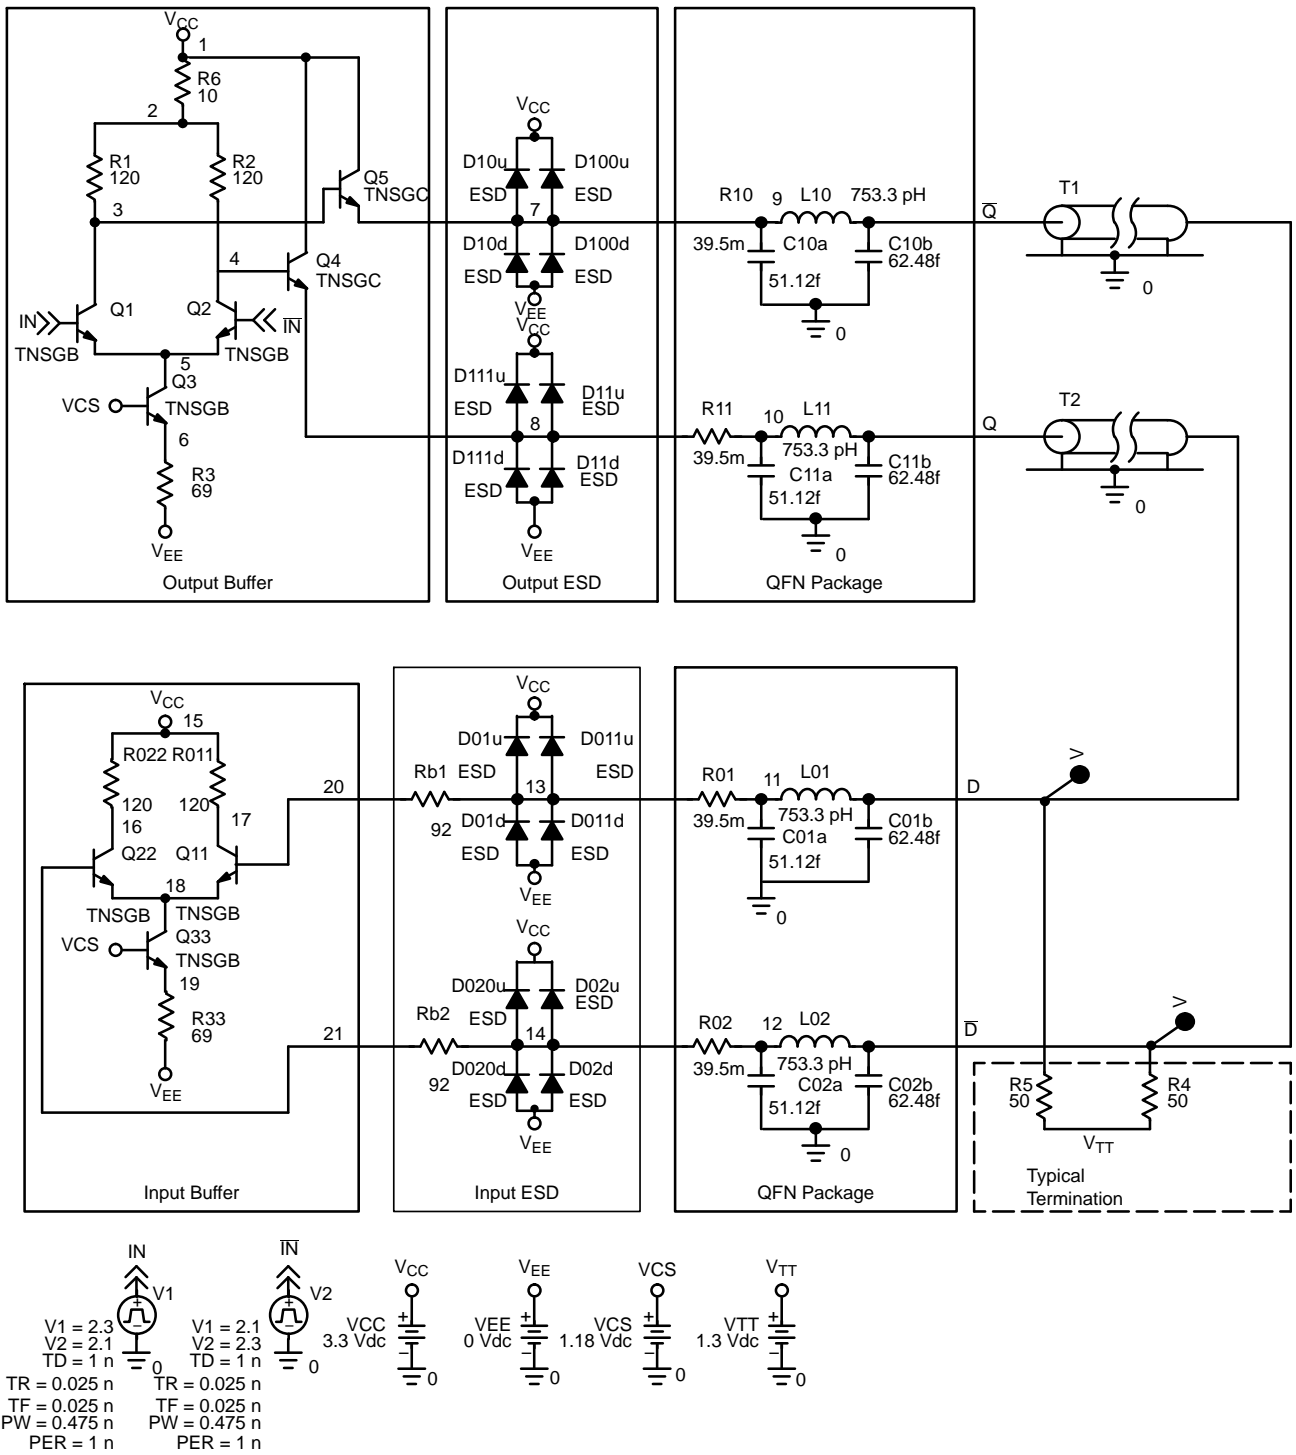 VCC
1
R6
10
2
R1
120
R2
120
Q5
TNSGC
3
4
Q4
TNSGC
IN
Q1
Q2
IN
TNSGB
TNSGB
5
Q3
VCS
TNSGB
6
R3
69
VEE
Output Buffer
VCC
D10u
D100u
ESD
ESD
7
D10d
D100d
ESD
ESD
VEE
VCC
D111u
D11u
ESD
ESD
8
D111d
D11d
ESD
ESD
VEE
Output ESD
R10
9
L10
753.3 pH
39.5m
C10a
C10b
62.48f
51.12f
0
R11
10
L11
39.5m
753.3 pH
C11a
C11b
62.48f
51.12f
0
QFN Package
Q
T1
0
Q
T2
0
VCC
15
R022
R011
120
120
16
17
Q22
Q11
18
TNSGB
TNSGB
VCS
Q33
TNSGB
19
R33
69
VEE
Input Buffer
20
21
VCC
D01u
D011u
Rb1
ESD
ESD
13
92
D01d
D011d
ESD
ESD
VEE
VCC
D020u
D02u
ESD
Rb2
ESD
14
92
D020d
D02d
ESD
ESD
VEE
Input ESD
R01
11
L01
39.5m
753.3 pH
C01a
C01b
62.48f
51.12f
0
R02
12
L02
39.5m
753.3 pH
C02a
C02b
62.48f
51.12f
0
QFN Package
D
V
D
V
R5
50
R4
50
VTT
Typical
Termination
IN
V1
V1 = 2.3
V2 = 2.1
TD = 1 n
0
TR = 0.025 n
TF = 0.025 n
PW = 0.475 n
PER = 1 n
IN
V2
V1 = 2.1
V2 = 2.3
TD = 1 n
0
TR = 0.025 n
TF = 0.025 n
PW = 0.475 n
PER = 1 n
VCC
VCC
3.3 Vdc
0
VEE
VEE
0 Vdc
0
VCS
VCS
1.18 Vdc
0
VTT
VTT
1.3 Vdc
0